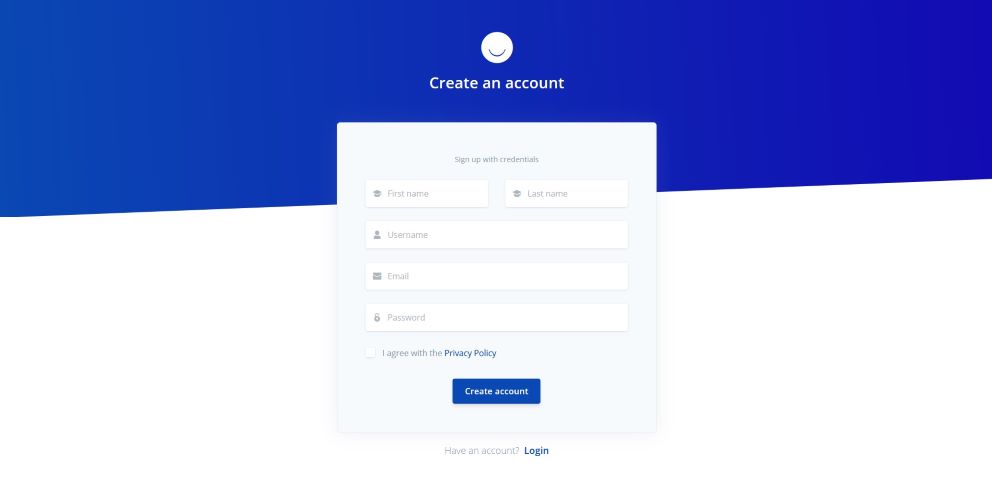 Create an account
Sign up with credentials
First name Last name
Username
Email
Password
I agree with the Privacy Policy
Create account
Have an account? Login